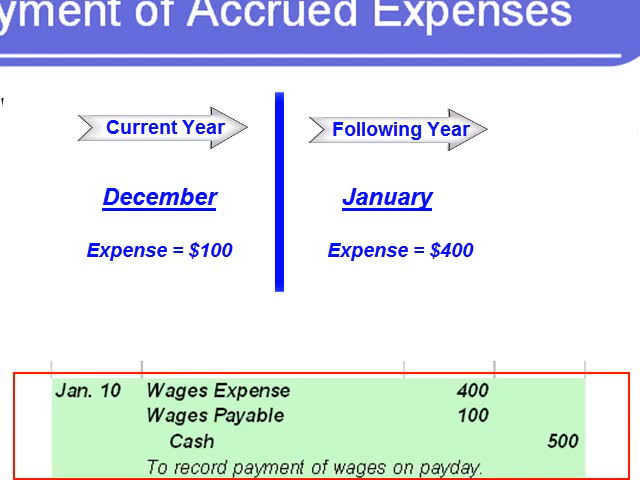 yment of Accrued Expenses
Current Year
Following Year
December
January
Expense = $100
Expense = $400
Jan. 10 Wages Expense 400
Wages Payable 100
Cash 500
To record payment of wages on payday.